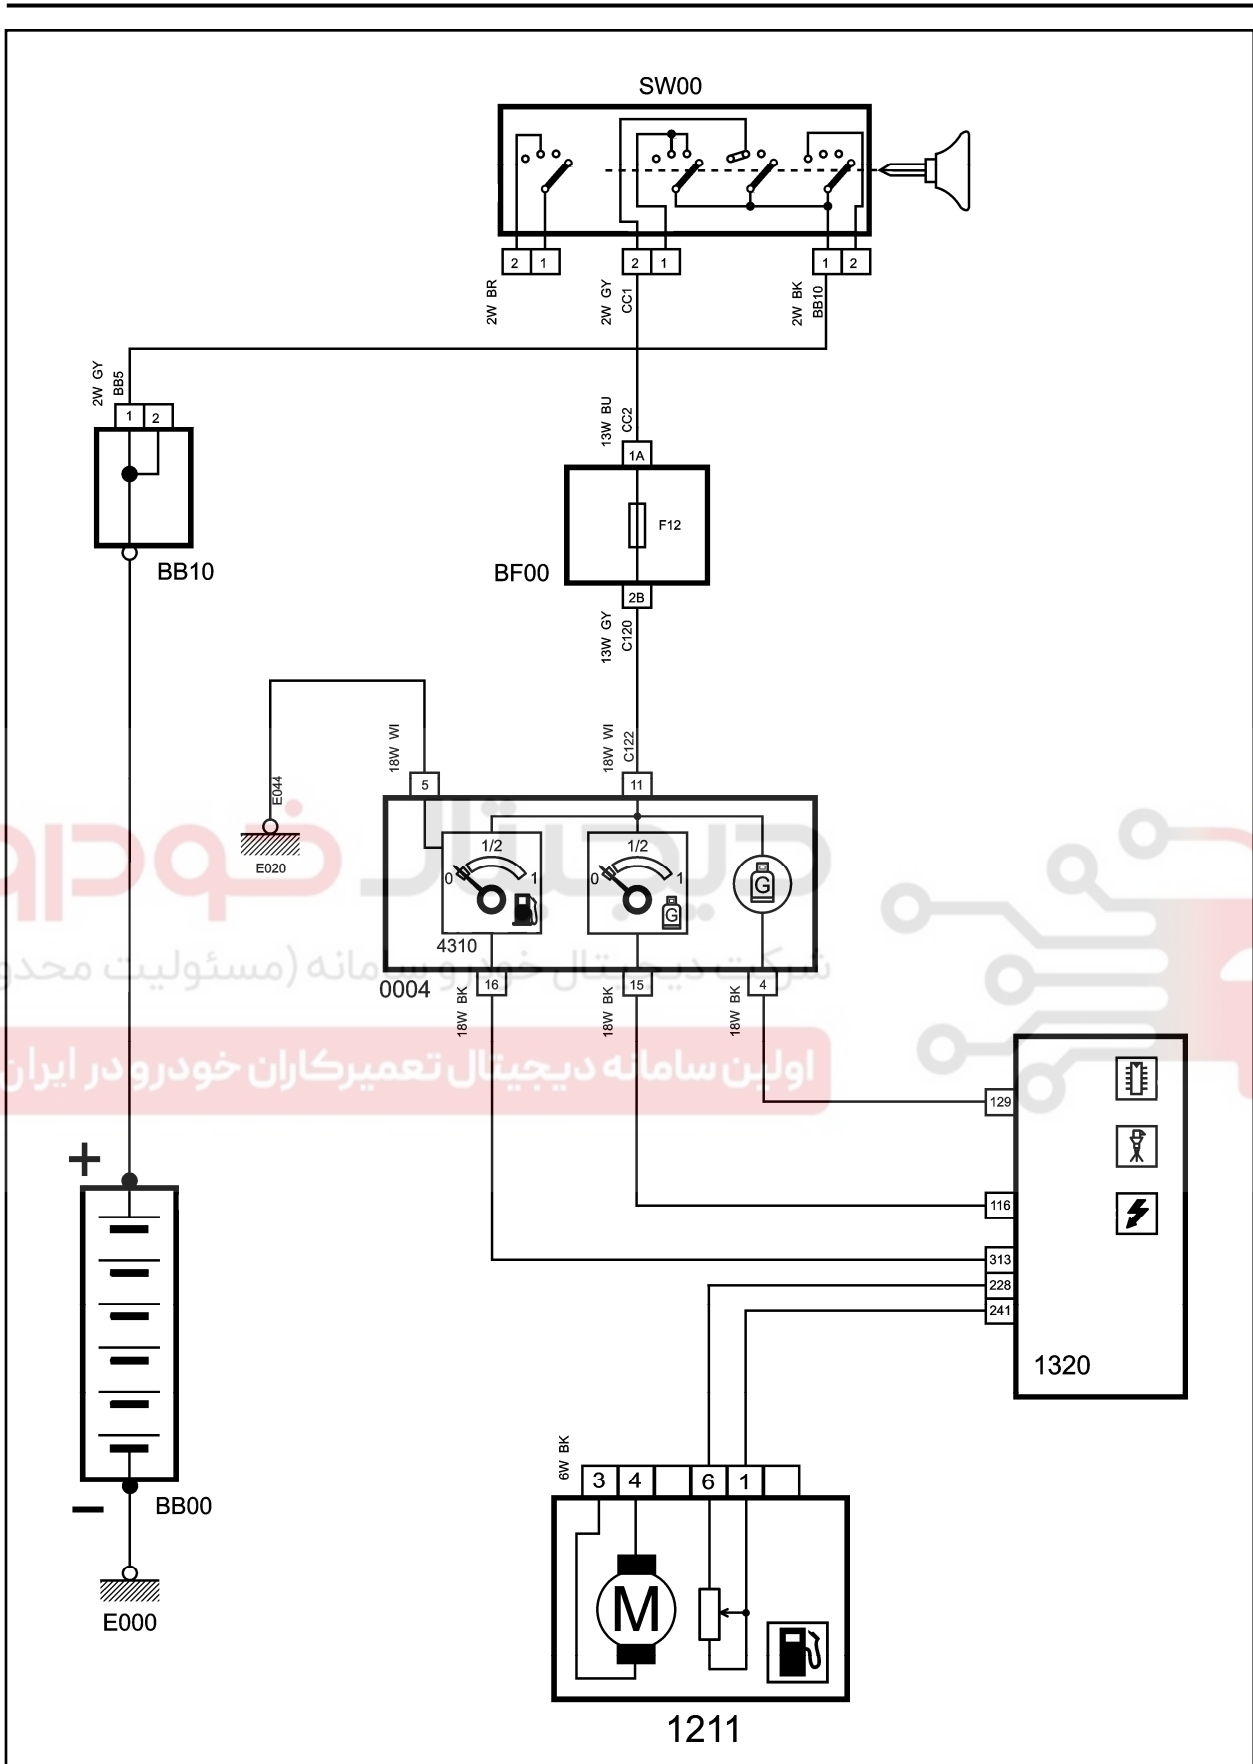 SW00
2 1 2 1 1 2
2W BR
2W GY
CC1
2W BK
BB10
2W GY
BB5
1 2
BB10
13W BU
CC2
1A
F12
BF00
2B
13W GY
C120
18W WI
18W WI
C122
5
11
E044
E020
1/2
0
1
4310
1/2
0
1
G
G
0004
دیجیتال خودرو
شرکت دیجیتال خودرو سامانه (مسئولیت محدو
اولین سامانه دیجیتال تعمیرکاران خودرو در ایران
16
15
4
18W BK
18W BK
18W BK
129
116
313
228
241
1320
+
−
BB00
E000
6W BK
3 4 6 1
M
1211